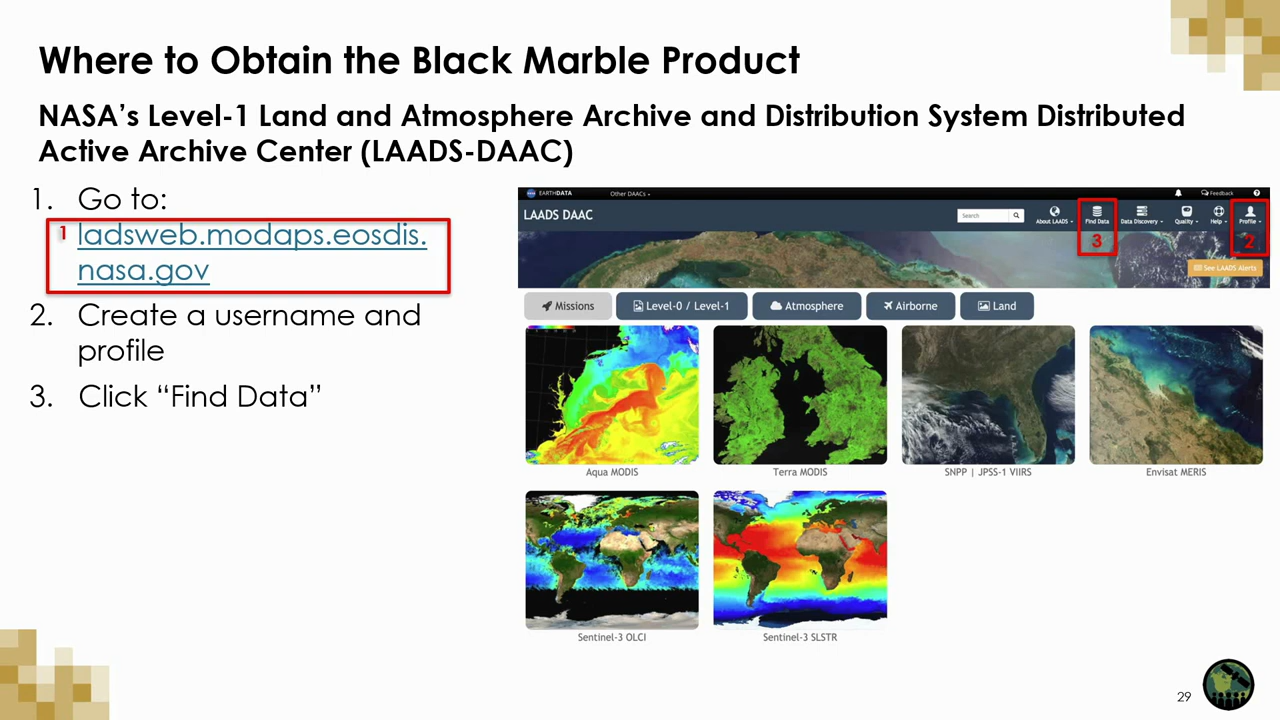 Where to Obtain the Black Marble Product
NASA’s Level-1 Land and Atmosphere Archive and Distribution System Distributed
Active Archive Center (LAADS-DAAC)
1. Go to:
1 ladsweb.modaps.eosdis.
nasa.gov
2. Create a username and
profile
3. Click “Find Data”
EARTHDATA Other DAACs Feedback
LAADS DAAC
Search
About LAADS Find Data Data Discovery Quality Help Profile
3 2
See LAADS Alerts
Missions Level-0 / Level-1 Atmosphere Airborne Land
Aqua MODIS Terra MODIS SNPP | JPSS-1 VIIRS Envisat MERIS
Sentinel-3 OLCI Sentinel-3 SLSTR
29